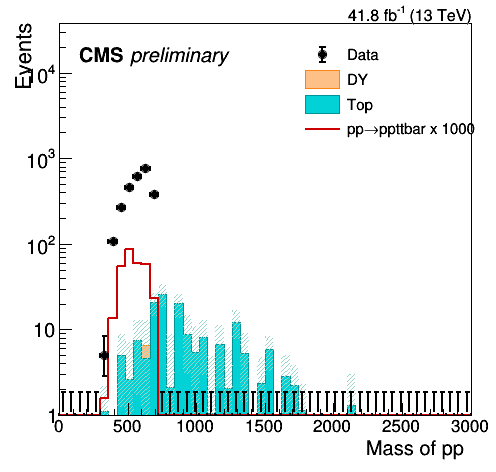 41.8 fb⁻¹ (13 TeV)
Events
CMS preliminary
Data
DY
Top
pp→ppttbar x 1000
10⁴
10³
10²
10
1
0 500 1000 1500 2000 2500 3000
Mass of pp